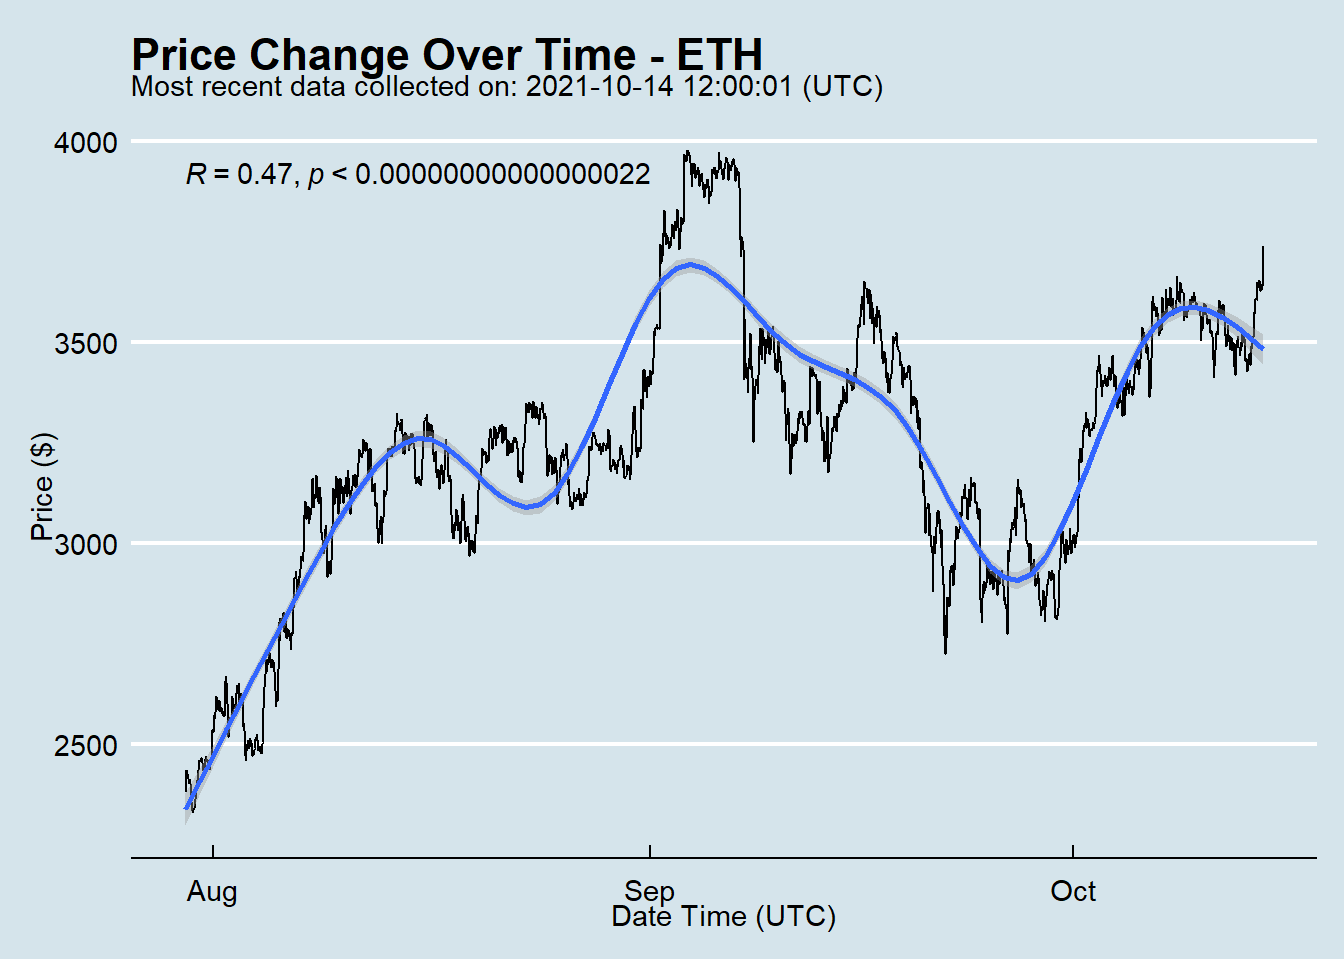 Price Change Over Time - ETH
Most recent data collected on: 2021-10-14 12:00:01 (UTC)
R = 0.47, p < 0.00000000000000022
4000
3500
3000
2500
Price ($)
Aug
Sep
Oct
Date Time (UTC)